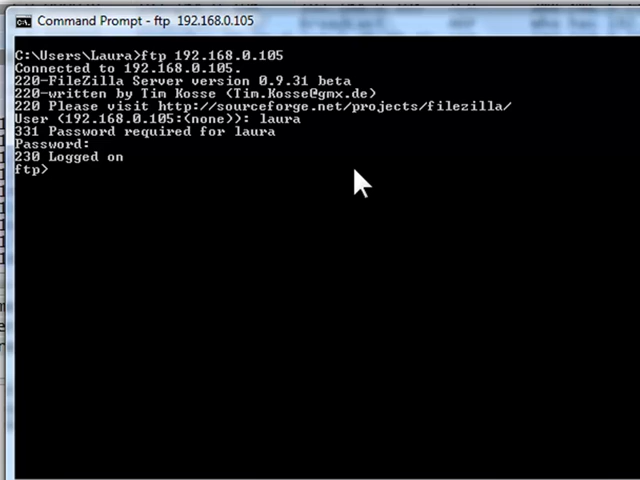 Command Prompt - ftp 192.168.0.105
C:\Users\Laura>ftp 192.168.0.105
Connected to 192.168.0.105.
220-FileZilla Server version 0.9.31 beta
220-written by Tim Kosse (Tim.Kosse@gmx.de)
220 Please visit http://sourceforge.net/projects/filezilla/
User (192.168.0.105:(none)): laura
331 Password required for laura
Password:
230 Logged on
ftp>